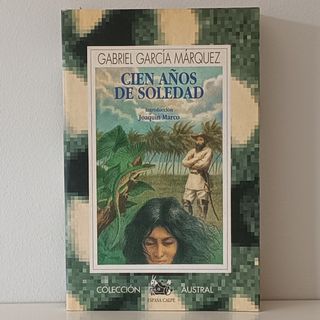 GABRIEL GARCÍA MÁRQUEZ
CIEN AÑOS
DE SOLEDAD
Introducción
Joaquín Marco
COLECCIÓN AUSTRAL
ESPASA CALPE